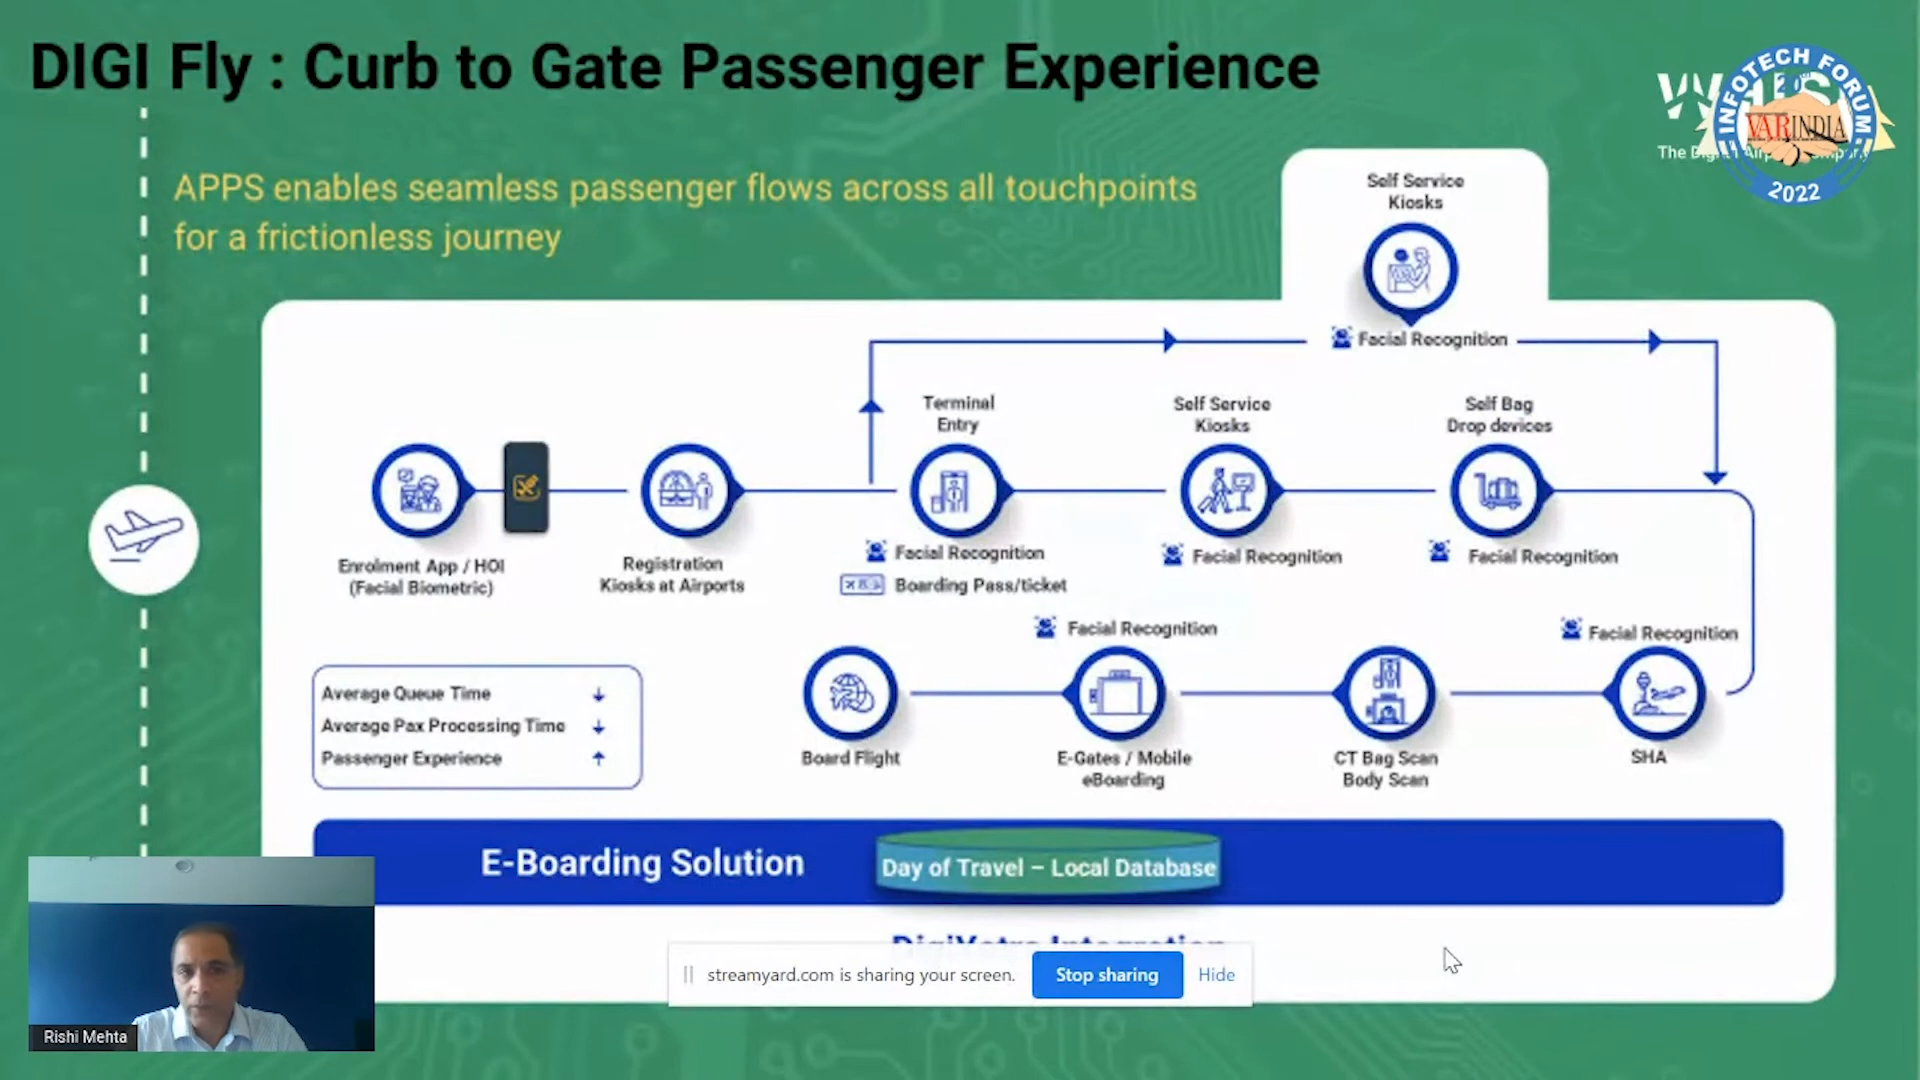 DIGI Fly : Curb to Gate Passenger Experience
INFOTECH FORUM
20
VARINDIA
2022
APPS enables seamless passenger flows across all touchpoints
for a frictionless journey
Self Service
Kiosks
Facial Recognition
Terminal
Entry
Self Service
Kiosks
Self Bag
Drop devices
Enrolment App / HOI
(Facial Biometric)
Registration
Kiosks at Airports
Facial Recognition
Boarding Pass/ticket
Facial Recognition
Facial Recognition
Facial Recognition
Facial Recognition
Average Queue Time
Average Pax Processing Time
Passenger Experience
Board Flight
E-Gates / Mobile
eBoarding
CT Bag Scan
Body Scan
SHA
E-Boarding Solution
Day of Travel – Local Database
streamyard.com is sharing your screen.
Stop sharing
Hide
Rishi Mehta